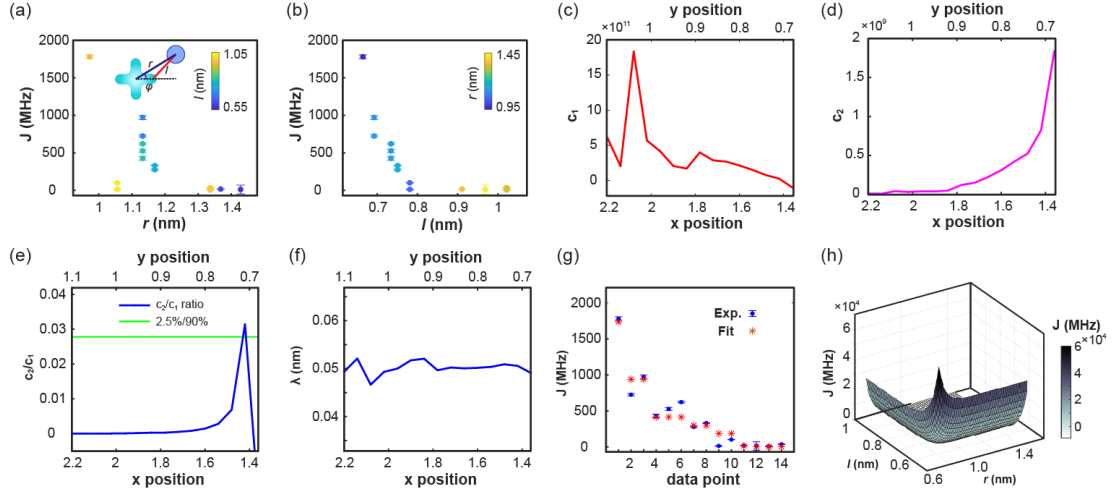 (a)
J (MHz)
2000
1500
1000
500
0
1
1.1
1.2
1.3
1.4
r (nm)
r
l
φ
l (nm)
1.05
0.55
(b)
J (MHz)
2000
1500
1000
500
0
0.6
0.7
0.8
0.9
1
l (nm)
r (nm)
1.45
0.95
(c)
y position
×10¹¹
1
0.9
0.8
0.7
c₁
20
15
10
5
0
2.2
2
1.8
1.6
1.4
x position
(d)
y position
×10⁹
1
0.9
0.8
0.7
c₂
2
1.5
1
0.5
0
2.2
2
1.8
1.6
1.4
x position
(e)
y position
1.1
1
0.9
0.8
0.7
c₂/c₁
0.04
0.03
0.02
0.01
0
c₂/c₁ ratio
2.5%/90%
2.2
2
1.8
1.6
1.4
x position
(f)
y position
1.1
1
0.9
0.8
0.7
λ (nm)
0.06
0.05
0.04
2.2
2
1.8
1.6
1.4
x position
(g)
J (MHz)
2000
1500
1000
500
0
Exp.
Fit
2
4
6
8
10
12
14
data point
(h)
×10⁴
J (MHz)
6
4
2
0
1
0.8
0.6
l (nm)
0.6
1.0
1.4
r (nm)
J (MHz)
×10⁴
6
4
2
0